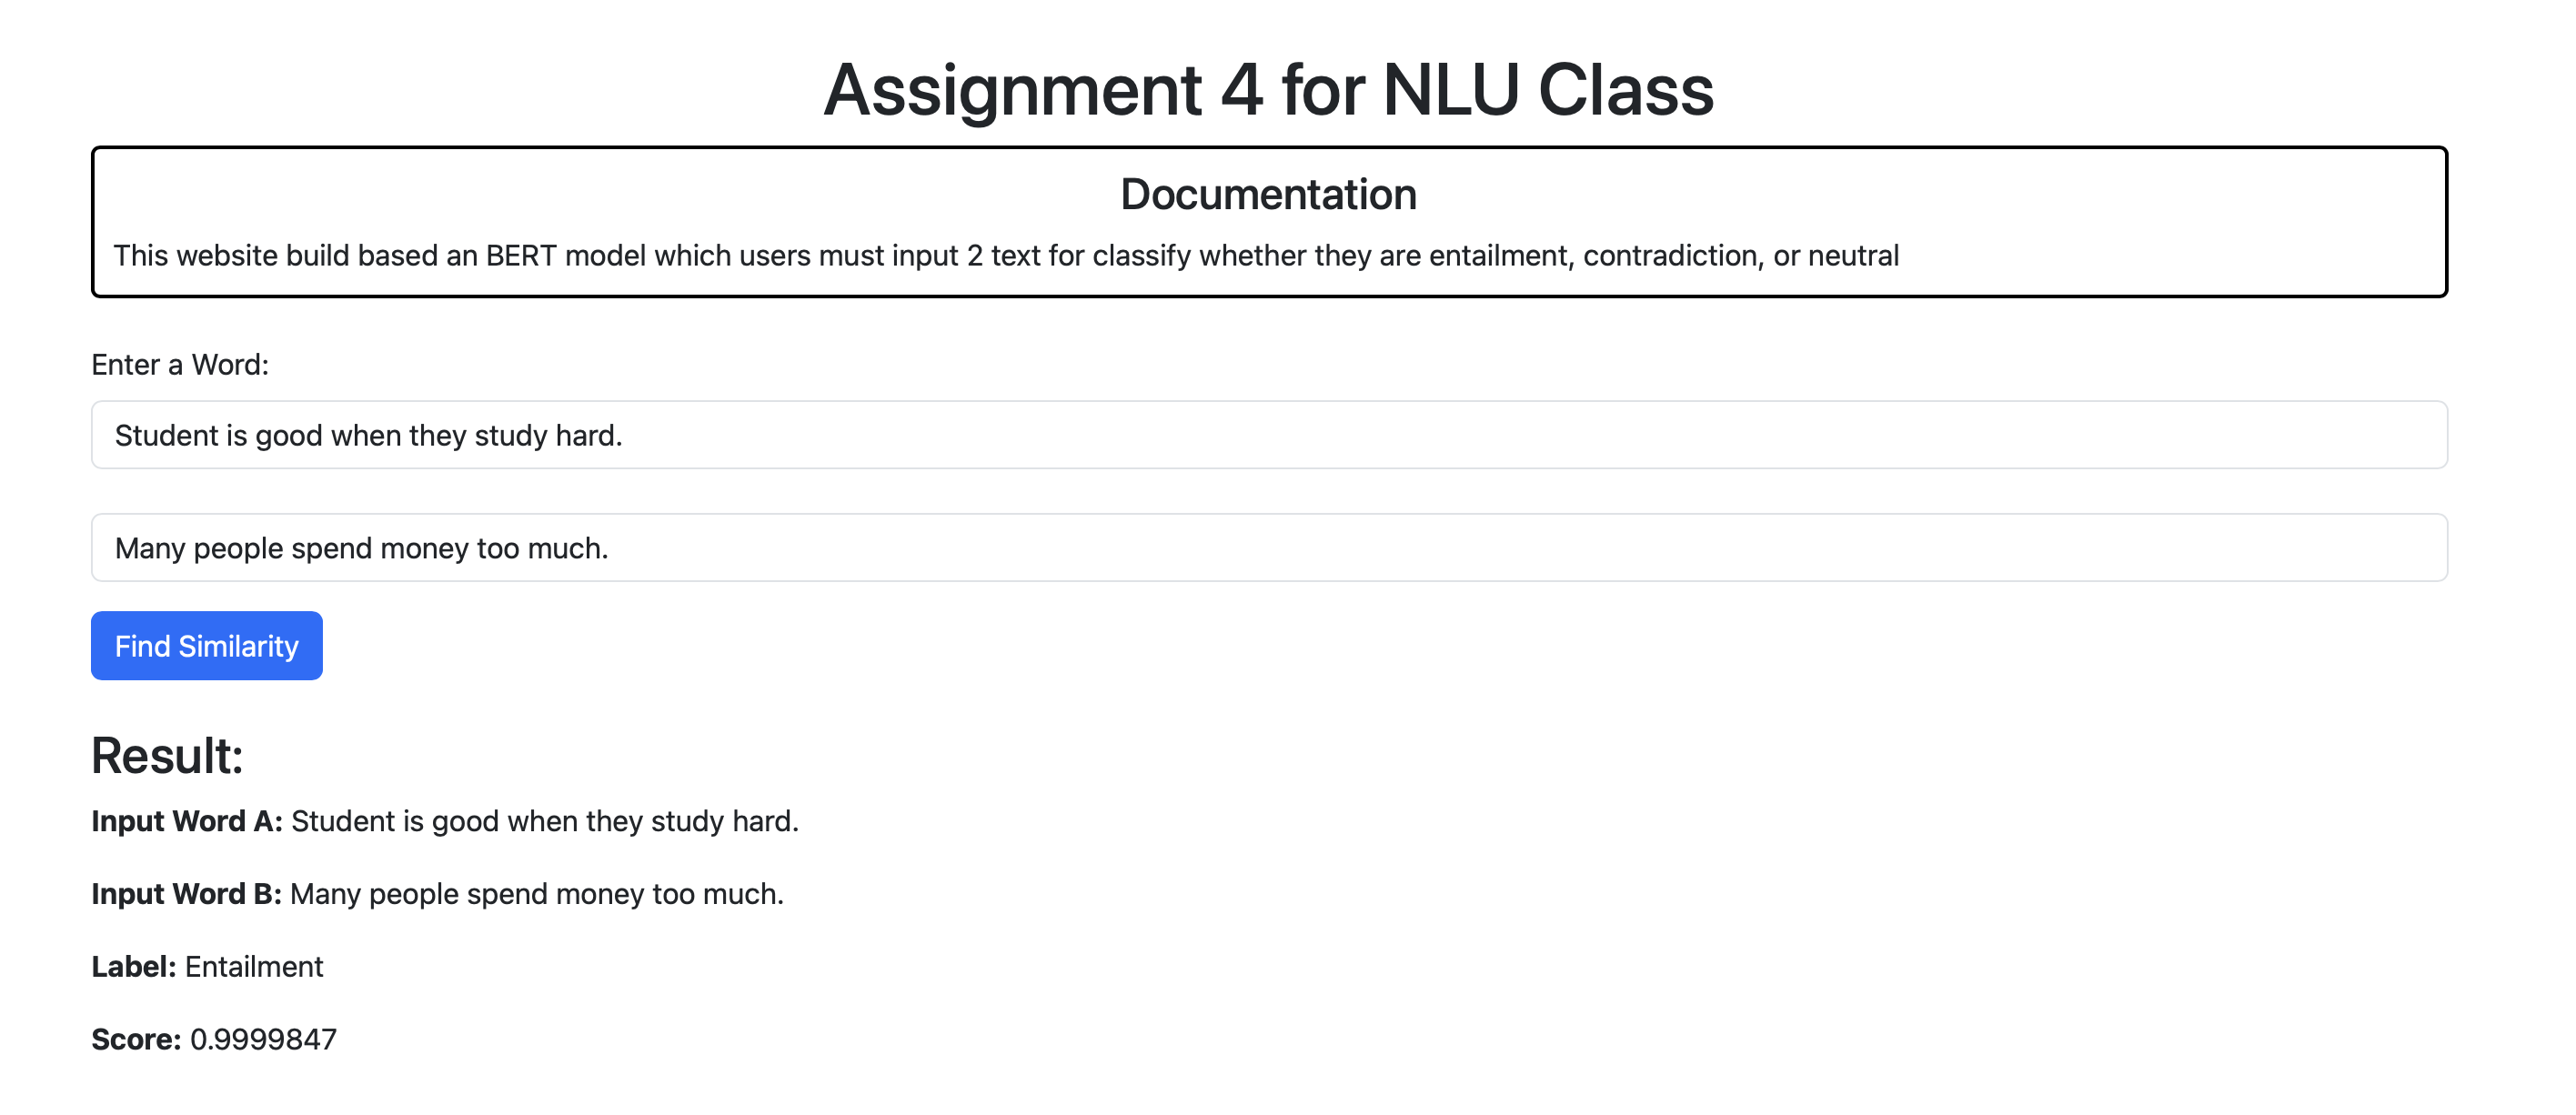 Assignment 4 for NLU Class
Documentation
This website build based an BERT model which users must input 2 text for classify whether they are entailment, contradiction, or neutral
Enter a Word:
Student is good when they study hard.
Many people spend money too much.
Find Similarity
Result:
Input Word A: Student is good when they study hard.
Input Word B: Many people spend money too much.
Label: Entailment
Score: 0.9999847